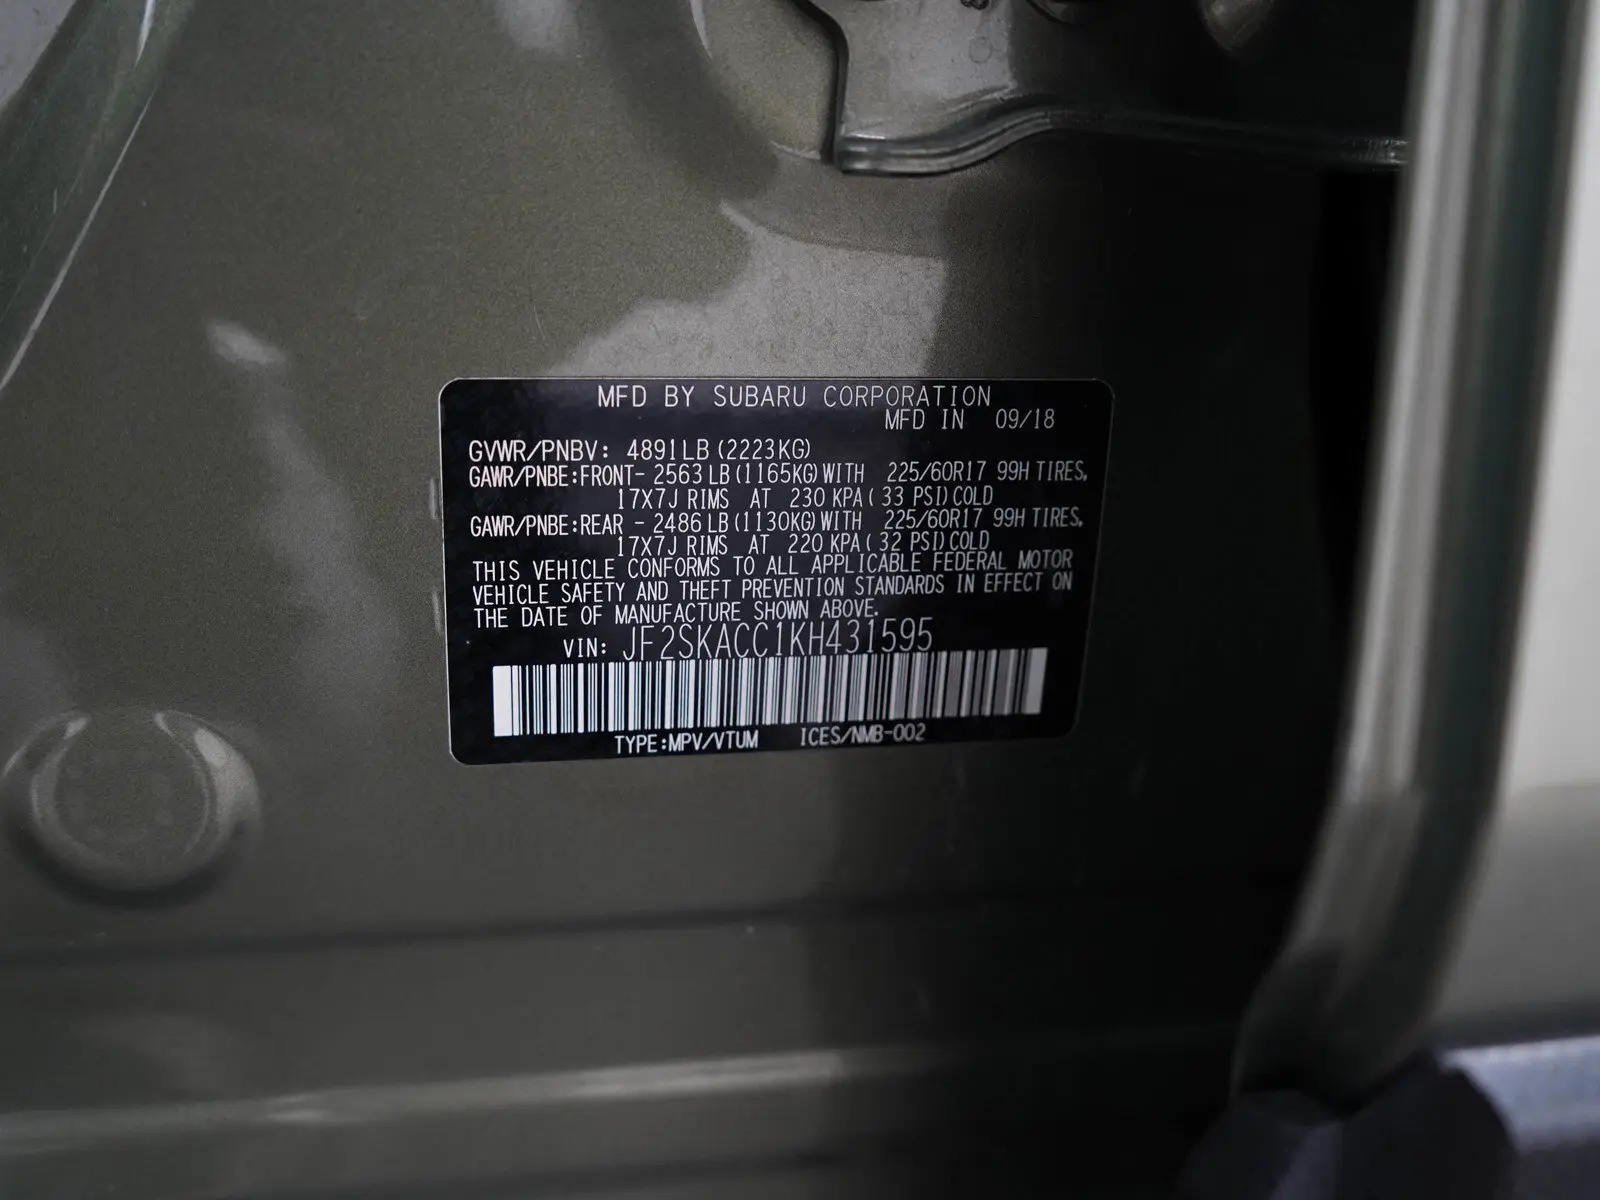 MFD BY SUBARU CORPORATION
MFD IN 09/18
GVWR/PNBV: 4891LB (2223KG)
GAWR/PNBE:FRONT- 2563 LB (1165KG) WITH 225/60R17 99H TIRES,
17X7J RIMS AT 230 KPA ( 33 PSI) COLD
GAWR/PNBE:REAR - 2486 LB (1130KG) WITH 225/60R17 99H TIRES,
17X7J RIMS AT 220 KPA ( 32 PSI) COLD
THIS VEHICLE CONFORMS TO ALL APPLICABLE FEDERAL MOTOR
VEHICLE SAFETY AND THEFT PREVENTION STANDARDS IN EFFECT ON
THE DATE OF MANUFACTURE SHOWN ABOVE.
VIN: JF2SKACC1KH431595
TYPE:MPV/VTUM ICES/NMB-002